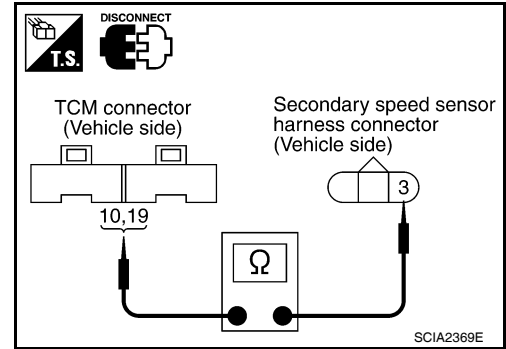 DISCONNECT
T.S.
TCM connector
(Vehicle side)
Secondary speed sensor
harness connector
(Vehicle side)
3
10,19
Ω
SCIA2369E